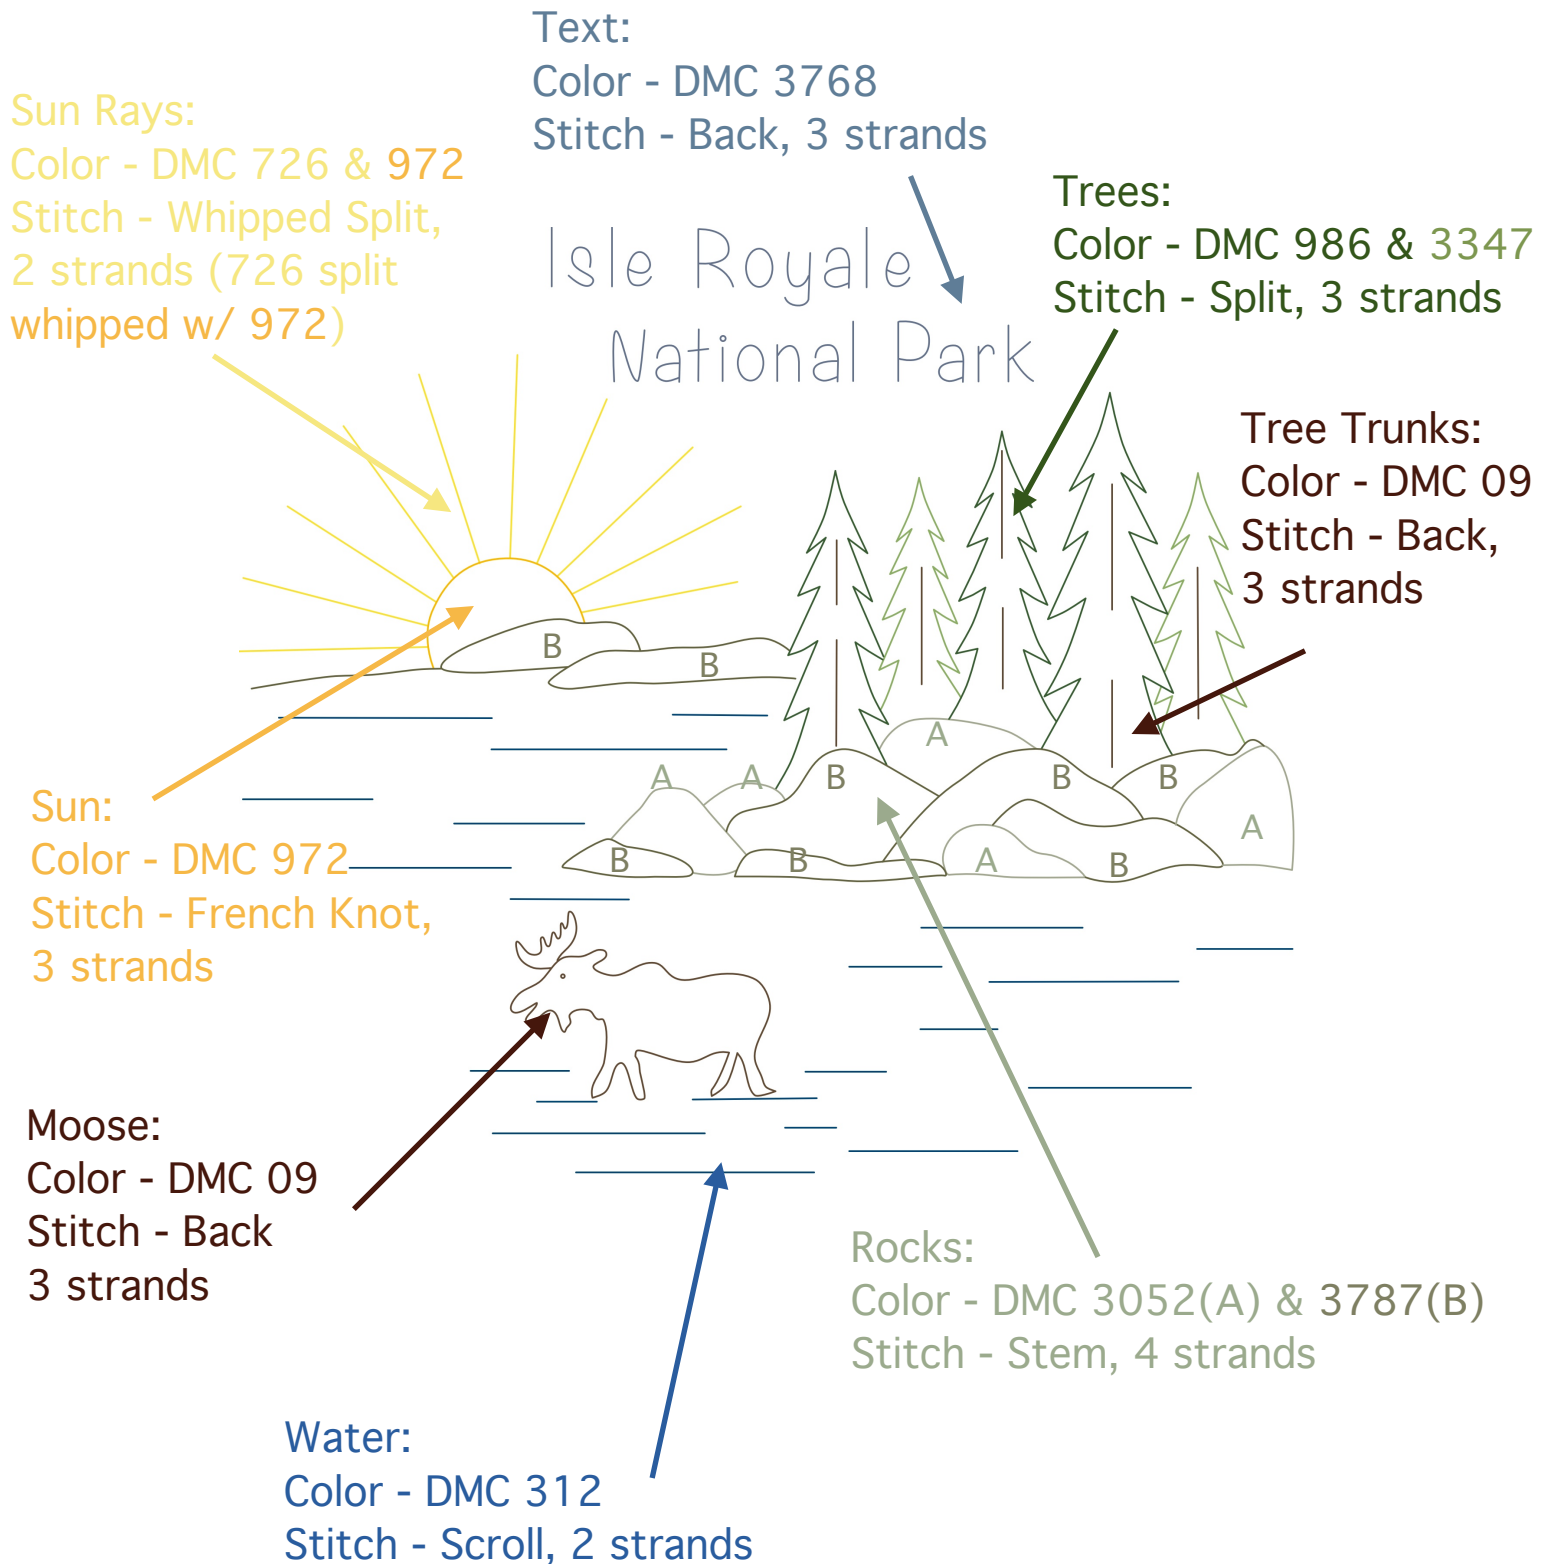 Text:
Color - DMC 3768
Stitch - Back, 3 strands
Sun Rays:
Color - DMC 726 & 972
Stitch - Whipped Split,
2 strands (726 split
whipped w/ 972)
Trees:
Color - DMC 986 & 3347
Stitch - Split, 3 strands
Isle Royale
National Park
Tree Trunks:
Color - DMC 09
Stitch - Back,
3 strands
B
B
A
A
A
B
B
B
A
B
B
A
B
Sun:
Color - DMC 972
Stitch - French Knot,
3 strands
Moose:
Color - DMC 09
Stitch - Back
3 strands
Rocks:
Color - DMC 3052(A) & 3787(B)
Stitch - Stem, 4 strands
Water:
Color - DMC 312
Stitch - Scroll, 2 strands